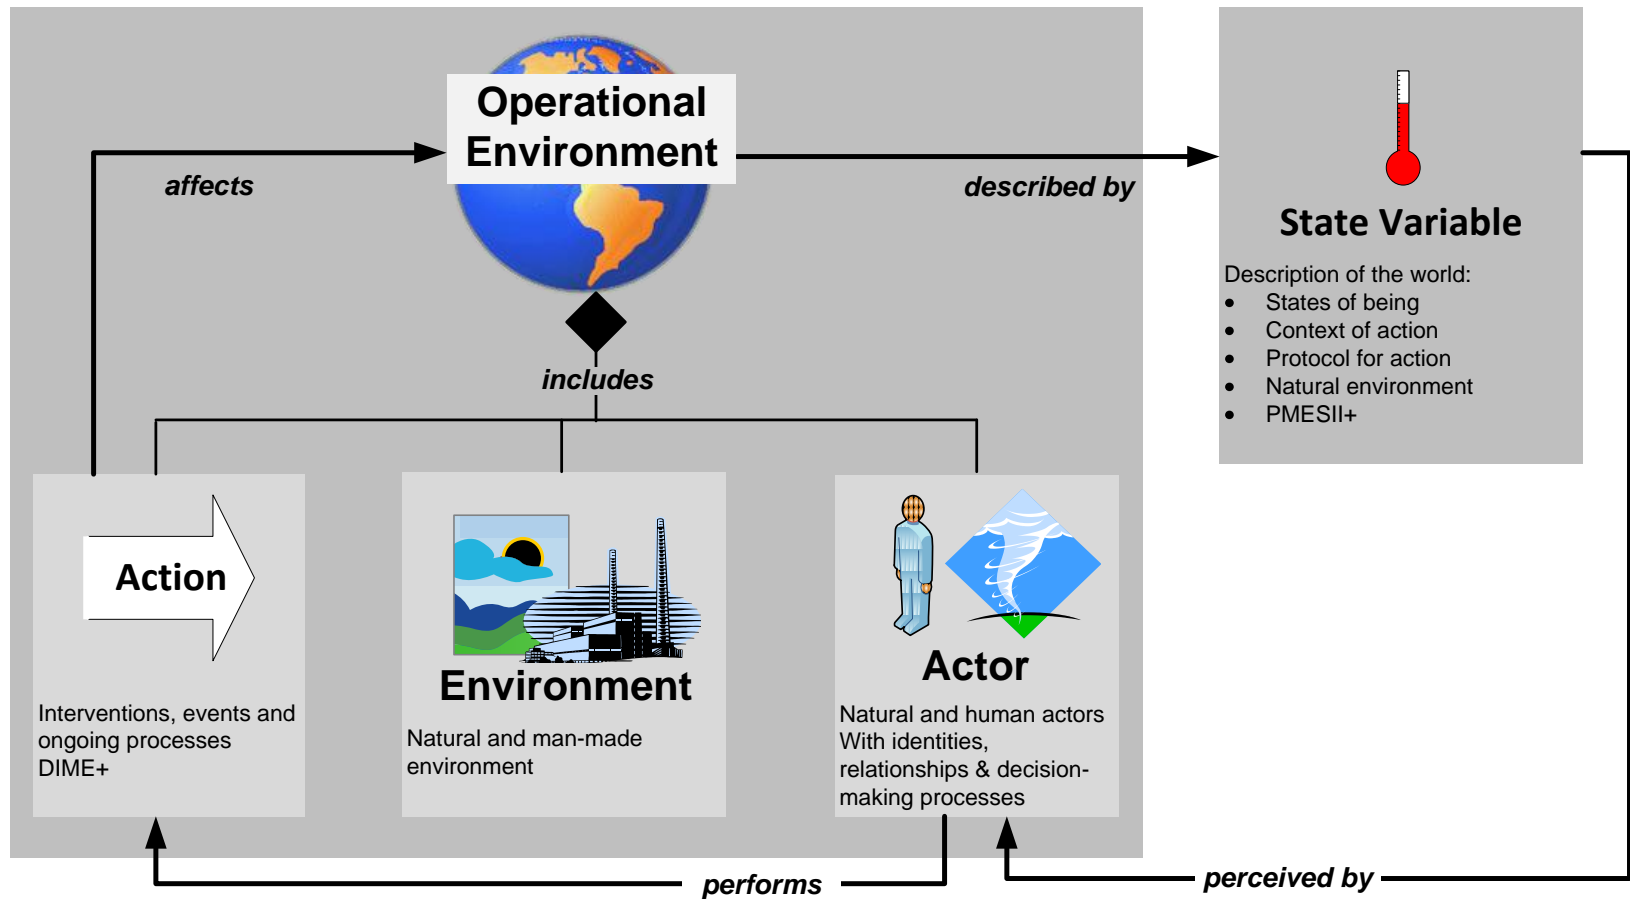 Operational
Environment
affects
described by
State Variable
Description of the world:
• States of being
• Context of action
• Protocol for action
• Natural environment
• PMESII+
includes
Action
Interventions, events and
ongoing processes
DIME+
Environment
Natural and man-made
environment
Actor
Natural and human actors
With identities,
relationships & decision-
making processes
performs
perceived by